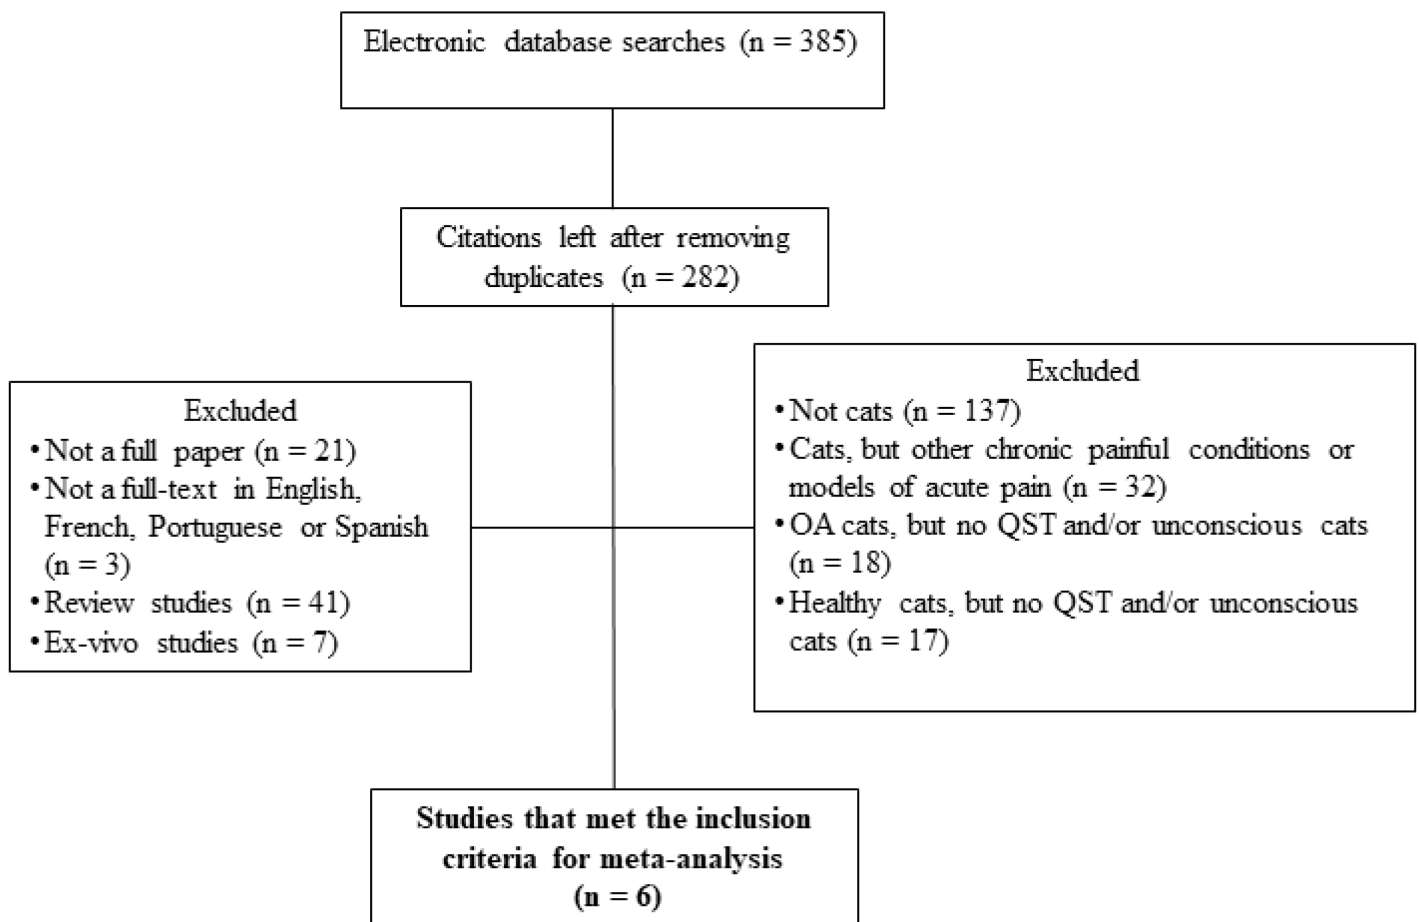 Electronic database searches (n = 385)
Citations left after removing
duplicates (n = 282)
Excluded
•Not a full paper (n = 21)
•Not a full-text in English,
French, Portuguese or Spanish
(n = 3)
•Review studies (n = 41)
•Ex-vivo studies (n = 7)
Excluded
•Not cats (n = 137)
•Cats, but other chronic painful conditions or
models of acute pain (n = 32)
•OA cats, but no QST and/or unconscious cats
(n = 18)
•Healthy cats, but no QST and/or unconscious
cats (n = 17)
Studies that met the inclusion
criteria for meta-analysis
(n = 6)